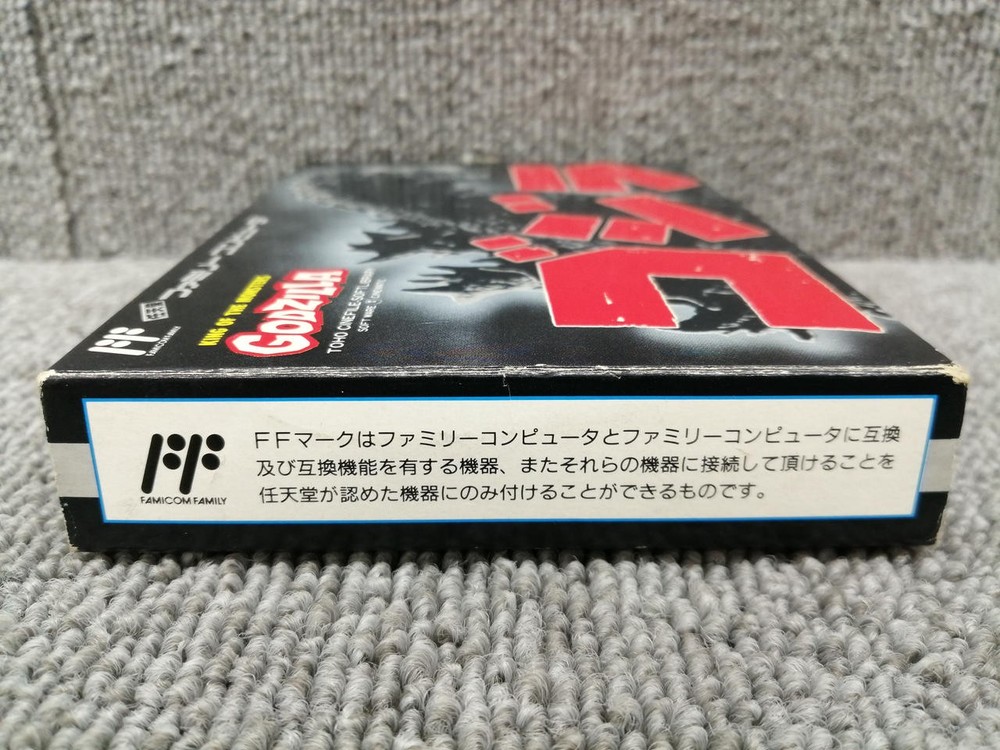 ゴジラ
ファミリーコンピュータ
FAMICOM FAMILY
KING OF THE MONSTERS
GODZILLA
TOHO CINEFILE-SOFT LIBRARY
FFマークはファミリーコンピュータとファミリーコンピュータに互換
及び互換機能を有する機器、またそれらの機器に接続して頂けることを
任天堂が認めた機器にのみ付けることができるものです。
FAMICOM FAMILY